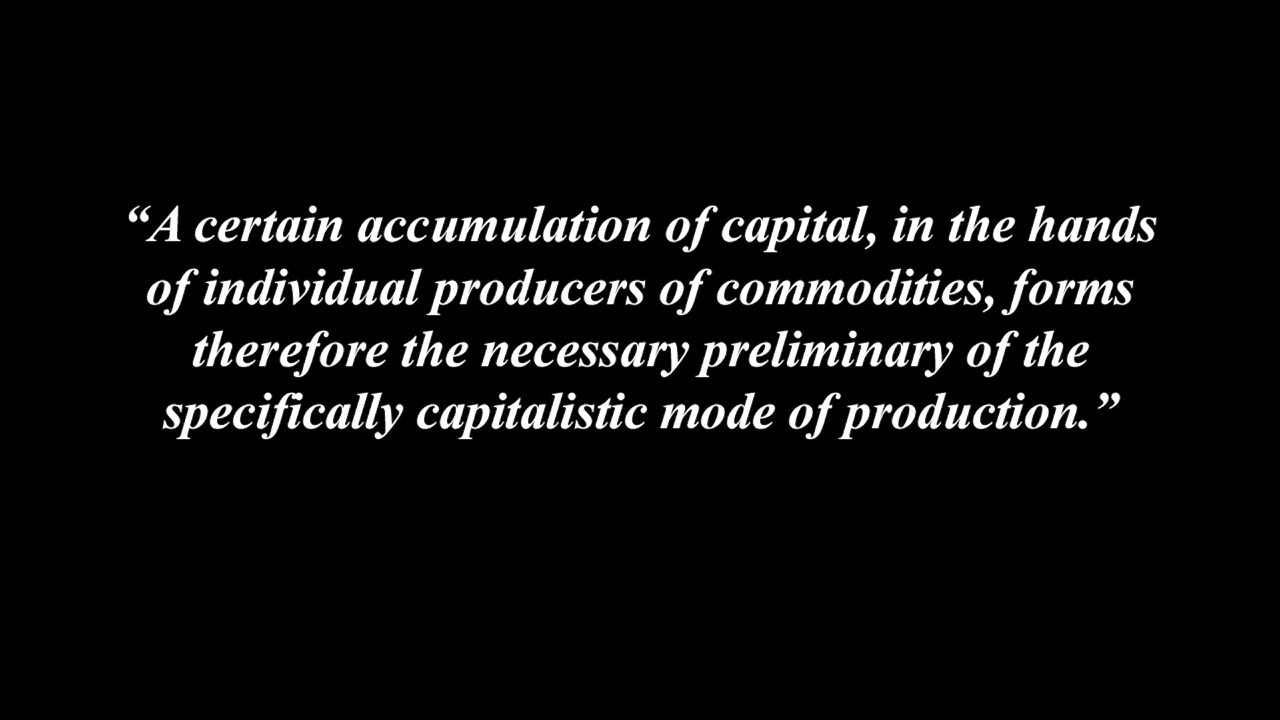 “A certain accumulation of capital, in the hands
of individual producers of commodities, forms
therefore the necessary preliminary of the
specifically capitalistic mode of production.”